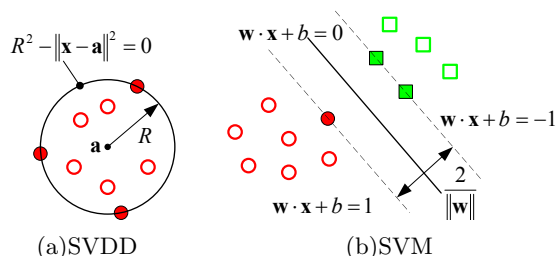 R² − ‖x − a‖² = 0
a
R
(a)SVDD
w · x + b = 0
w · x + b = −1
w · x + b = 1
2
‖w‖
(b)SVM